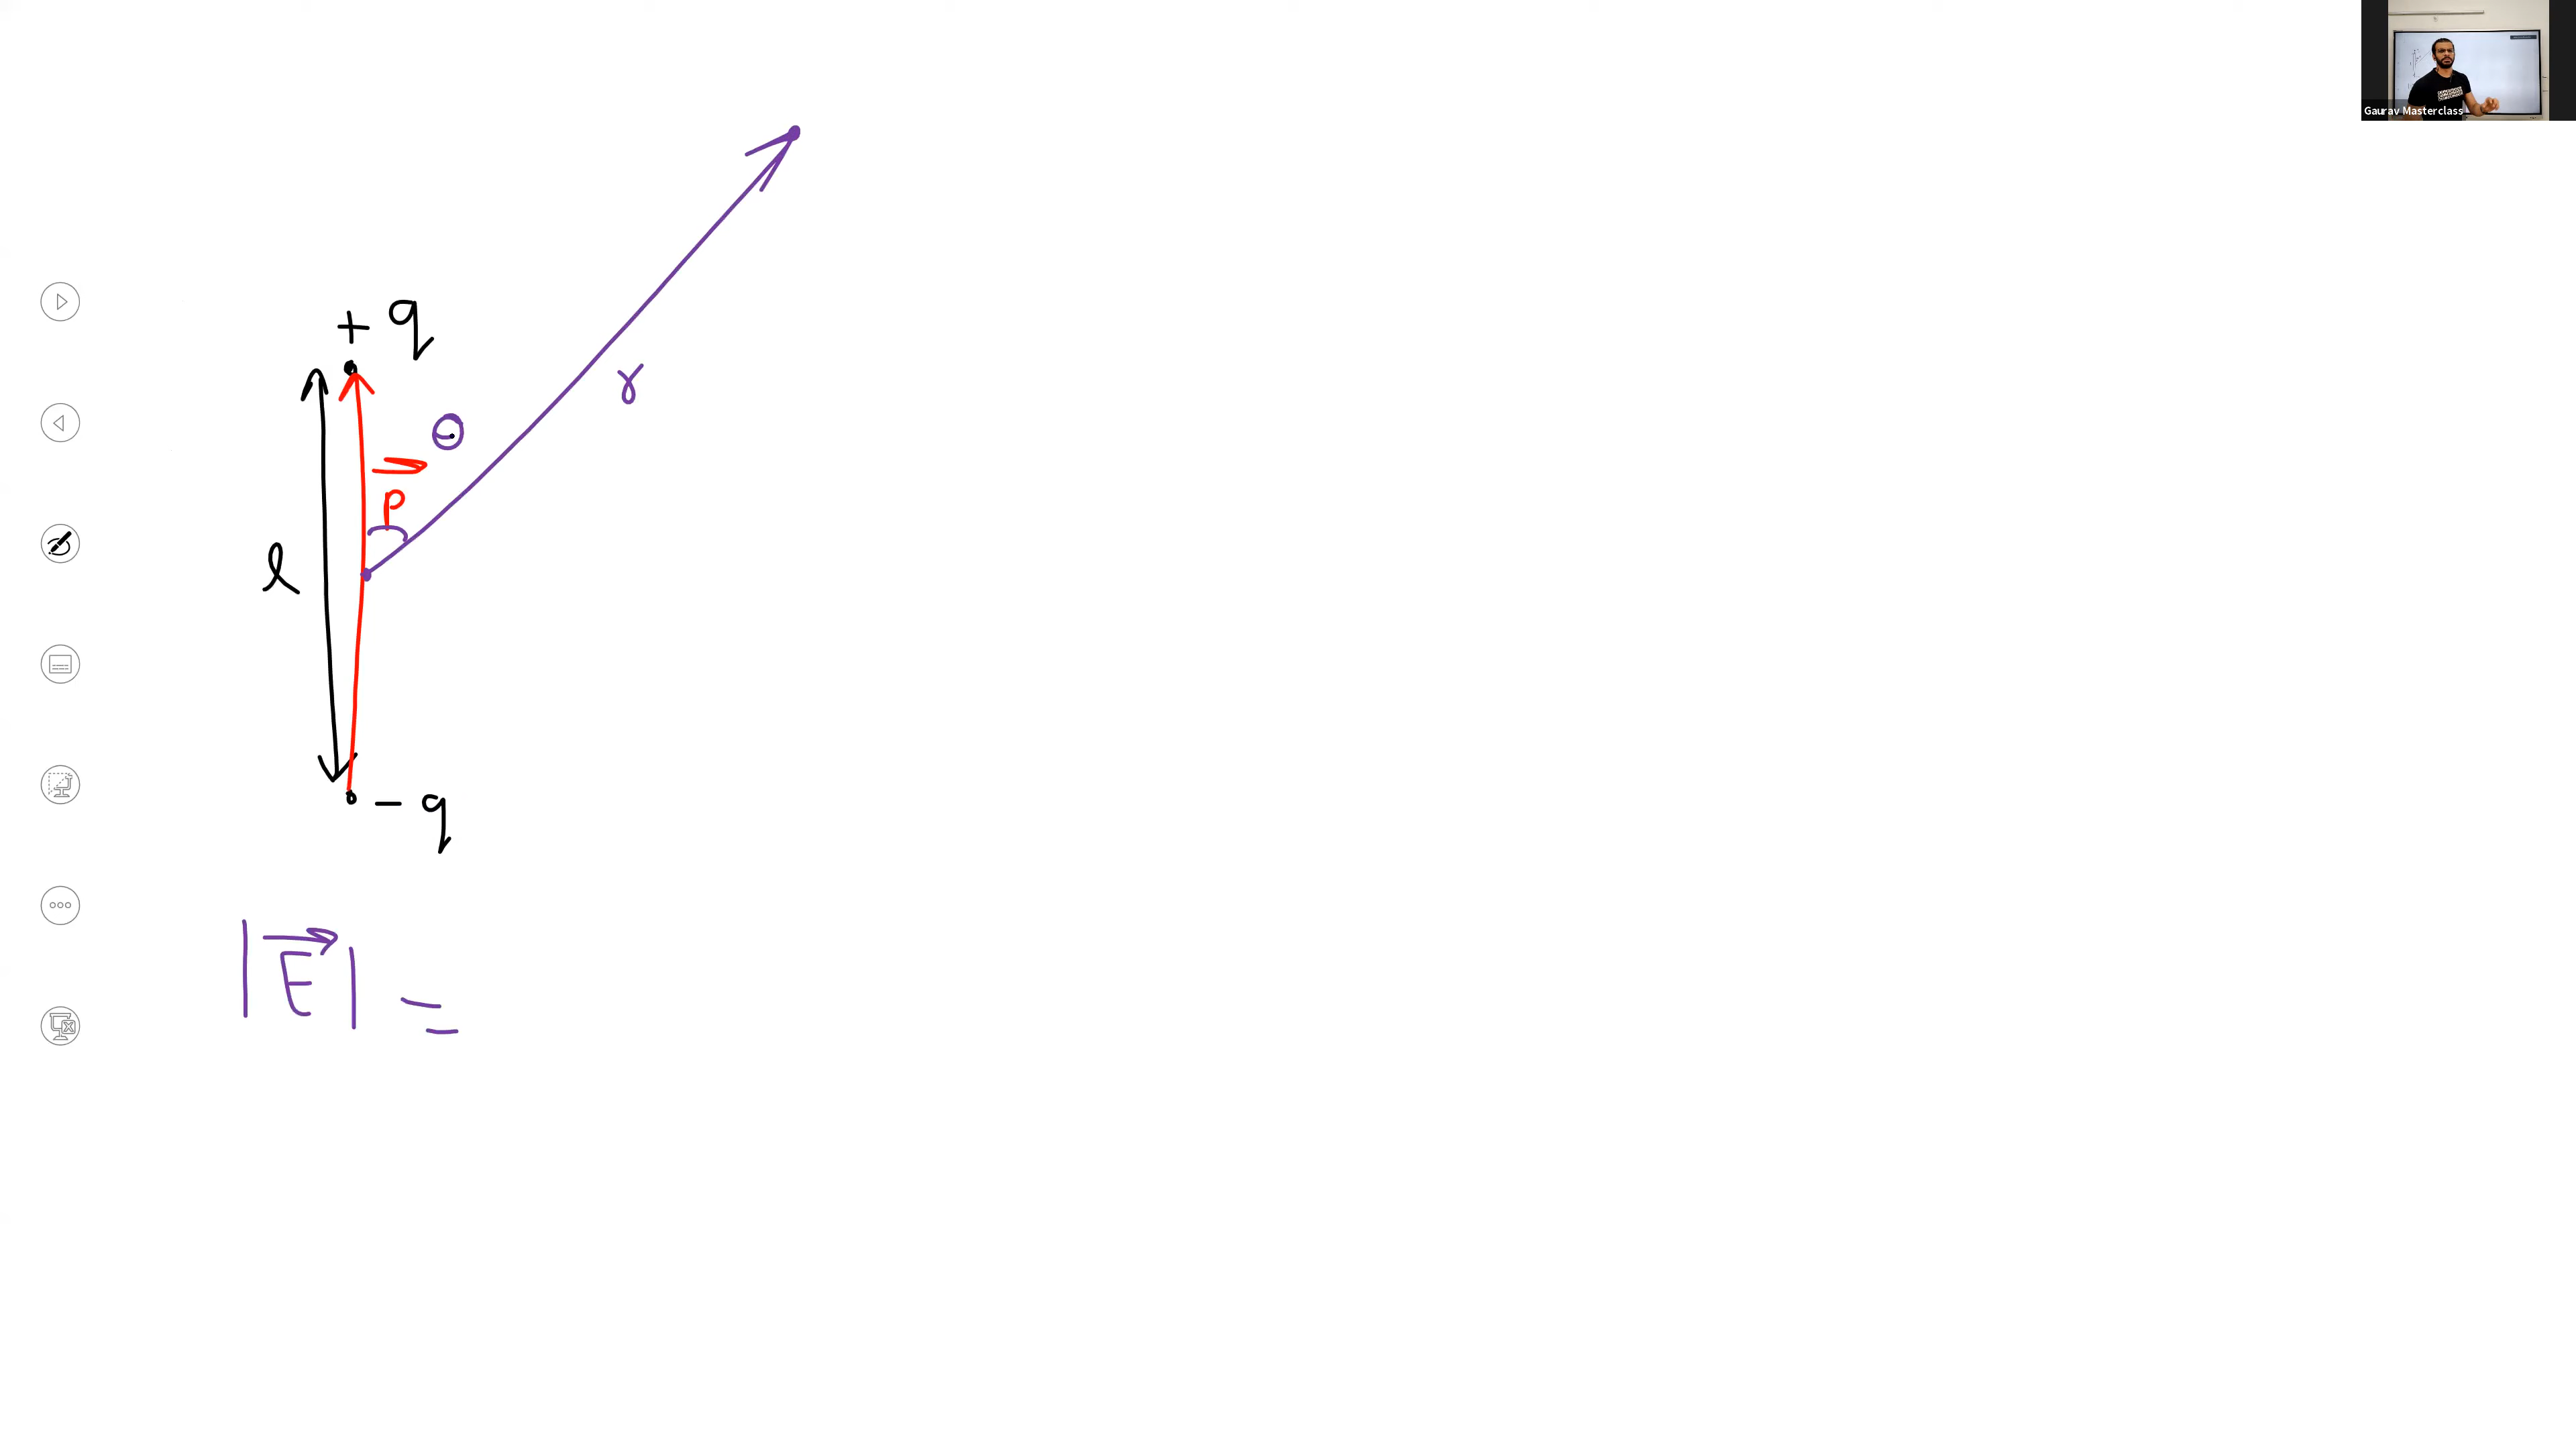 + q
θ
r
p
l
- q
|E| =
Gaurav Masterclass